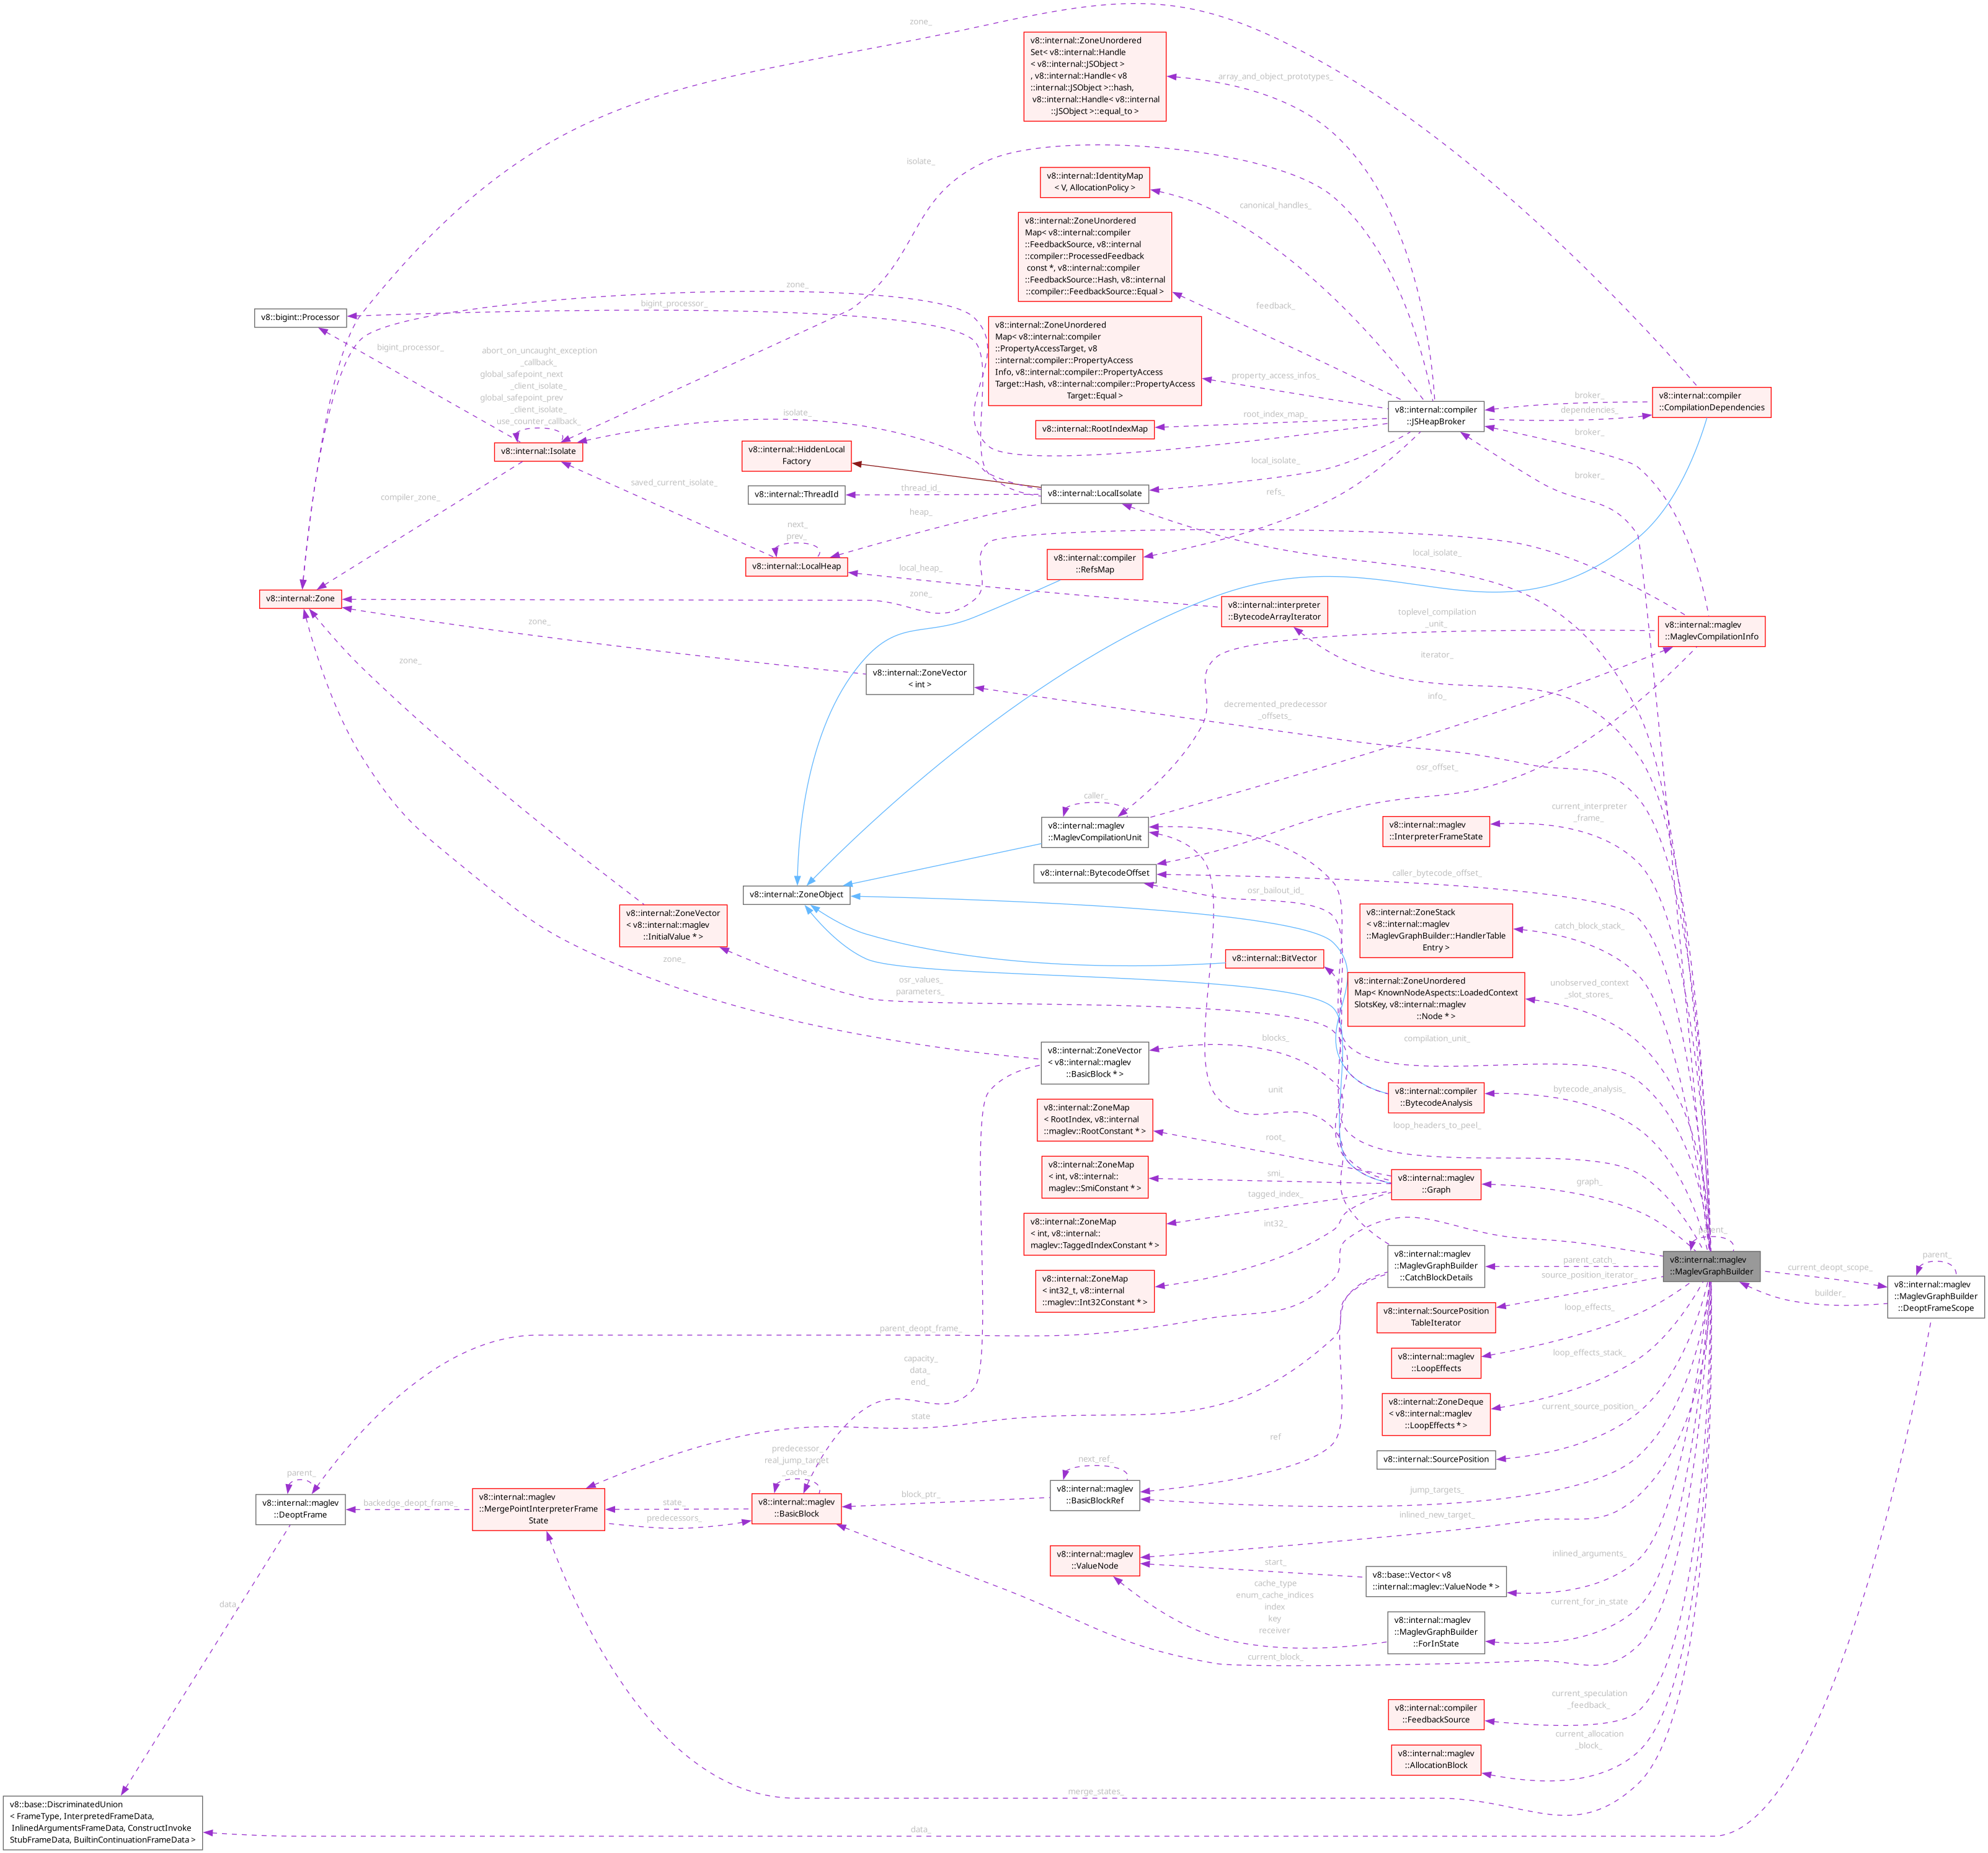 zone_
v8::internal::ZoneUnordered
Set< v8::internal::Handle
< v8::internal::JSObject >
, v8::internal::Handle< v8
::internal::JSObject >::hash,
v8::internal::Handle< v8::internal
::JSObject >::equal_to >
array_and_object_prototypes_
isolate_
v8::internal::IdentityMap
< V, AllocationPolicy >
canonical_handles_
v8::internal::ZoneUnordered
Map< v8::internal::compiler
::FeedbackSource, v8::internal
::compiler::ProcessedFeedback
const *, v8::internal::compiler
::FeedbackSource::Hash, v8::internal
::compiler::FeedbackSource::Equal >
feedback_
zone_
bigint_processor_
v8::bigint::Processor
bigint_processor_
abort_on_uncaught_exception
_callback_
global_safepoint_next
_client_isolate_
global_safepoint_prev
_client_isolate_
use_counter_callback_
v8::internal::ZoneUnordered
Map< v8::internal::compiler
::PropertyAccessTarget, v8
::internal::compiler::PropertyAccess
Info, v8::internal::compiler::PropertyAccess
Target::Hash, v8::internal::compiler::PropertyAccess
Target::Equal >
property_access_infos_
v8::internal::compiler
::JSHeapBroker
broker_
dependencies_
v8::internal::compiler
::CompilationDependencies
isolate_
v8::internal::RootIndexMap
root_index_map_
broker_
v8::internal::Isolate
v8::internal::HiddenLocal
Factory
local_isolate_
broker_
saved_current_isolate_
compiler_zone_
v8::internal::ThreadId
thread_id_
v8::internal::LocalIsolate
refs_
heap_
next_
prev_
v8::internal::LocalHeap
v8::internal::compiler
::RefsMap
local_isolate_
local_heap_
zone_
v8::internal::Zone
v8::internal::interpreter
::BytecodeArrayIterator
toplevel_compilation
_unit_
v8::internal::maglev
::MaglevCompilationInfo
zone_
zone_
v8::internal::ZoneVector
< int >
iterator_
decremented_predecessor
_offsets_
info_
osr_offset_
caller_
v8::internal::maglev
::MaglevCompilationUnit
current_interpreter
_frame_
v8::internal::maglev
::InterpreterFrameState
v8::internal::BytecodeOffset
caller_bytecode_offset_
v8::internal::ZoneObject
osr_bailout_id_
v8::internal::ZoneVector
< v8::internal::maglev
::InitialValue * >
v8::internal::ZoneStack
< v8::internal::maglev
::MaglevGraphBuilder::HandlerTable
Entry >
catch_block_stack_
zone_
v8::internal::BitVector
osr_values_
parameters_
v8::internal::ZoneUnordered
Map< KnownNodeAspects::LoadedContext
SlotsKey, v8::internal::maglev
::Node * >
unobserved_context
_slot_stores_
compilation_unit_
blocks_
v8::internal::ZoneVector
< v8::internal::maglev
::BasicBlock * >
unit
v8::internal::compiler
::BytecodeAnalysis
bytecode_analysis_
v8::internal::ZoneMap
< RootIndex, v8::internal
::maglev::RootConstant * >
root_
loop_headers_to_peel_
v8::internal::ZoneMap
< int, v8::internal::
maglev::SmiConstant * >
smi_
v8::internal::maglev
::Graph
graph_
tagged_index_
v8::internal::ZoneMap
< int, v8::internal::
maglev::TaggedIndexConstant * >
int32_
parent_
v8::internal::maglev
::MaglevGraphBuilder
v8::internal::maglev
::MaglevGraphBuilder
::CatchBlockDetails
parent_catch_
current_deopt_scope_
parent_
builder_
v8::internal::maglev
::MaglevGraphBuilder
::DeoptFrameScope
v8::internal::ZoneMap
< int32_t, v8::internal
::maglev::Int32Constant * >
source_position_iterator_
v8::internal::SourcePosition
TableIterator
parent_deopt_frame_
loop_effects_
v8::internal::maglev
::LoopEffects
capacity_
data_
end_
loop_effects_stack_
v8::internal::ZoneDeque
< v8::internal::maglev
::LoopEffects * >
state
current_source_position_
ref
v8::internal::SourcePosition
predecessor_
real_jump_target
_cache_
next_ref_
parent_
v8::internal::maglev
::DeoptFrame
backedge_deopt_frame_
v8::internal::maglev
::MergePointInterpreterFrame
State
state_
predecessors_
v8::internal::maglev
::BasicBlock
block_ptr_
v8::internal::maglev
::BasicBlockRef
jump_targets_
inlined_new_target_
v8::internal::maglev
::ValueNode
start_
v8::base::Vector< v8
::internal::maglev::ValueNode * >
inlined_arguments_
cache_type
enum_cache_indices
index
key
receiver
data_
v8::internal::maglev
::MaglevGraphBuilder
::ForInState
current_for_in_state
current_block_
v8::internal::compiler
::FeedbackSource
current_speculation
_feedback_
v8::internal::maglev
::AllocationBlock
current_allocation
_block_
merge_states_
v8::base::DiscriminatedUnion
< FrameType, InterpretedFrameData,
InlinedArgumentsFrameData, ConstructInvoke
StubFrameData, BuiltinContinuationFrameData >
data_